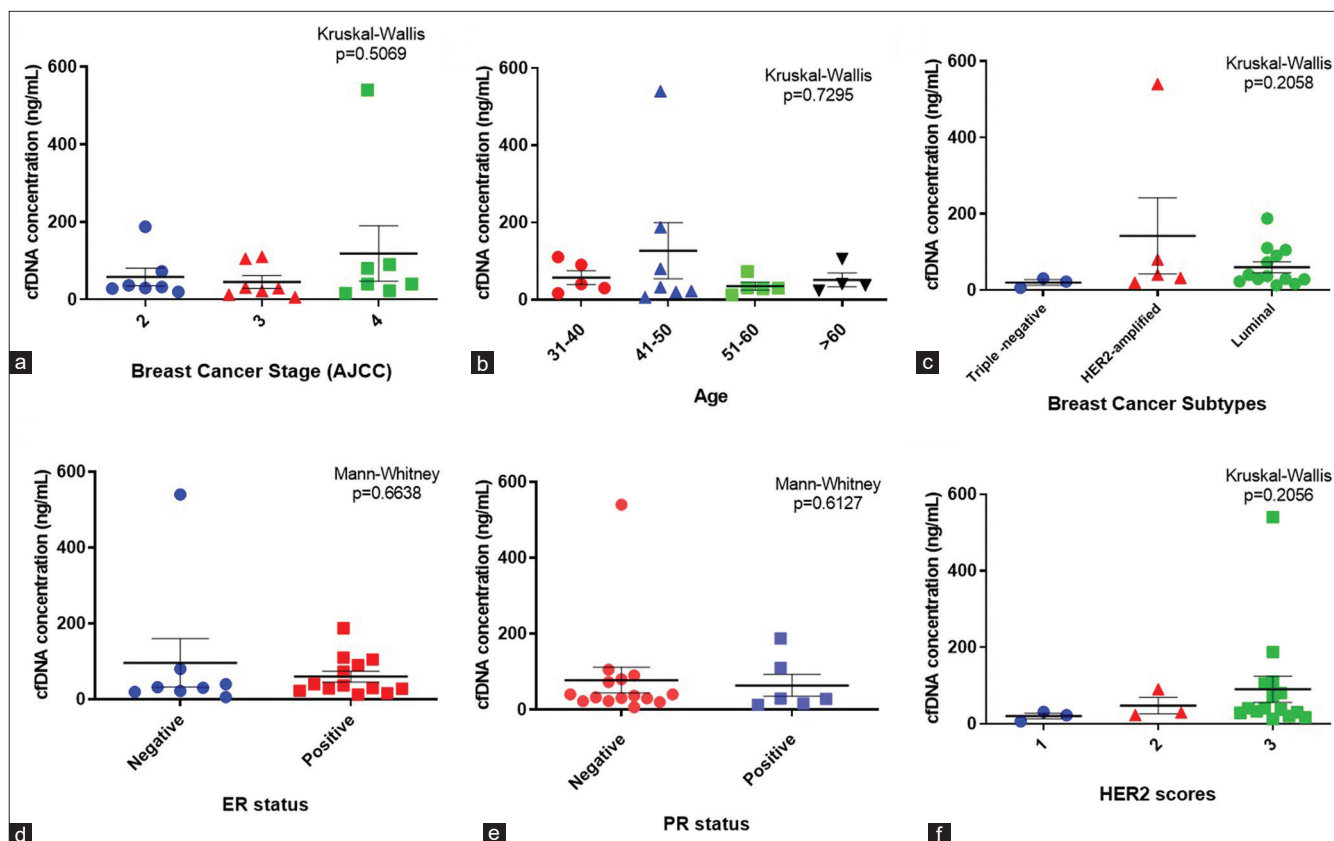 Kruskal-Wallis
p=0.5069
cfDNA concentration (ng/mL)
600
400
200
0
2
3
4
Breast Cancer Stage (AJCC)
a
Kruskal-Wallis
p=0.7295
cfDNA concentration (ng/mL)
600
400
200
0
31-40
41-50
51-60
>60
Age
b
Kruskal-Wallis
p=0.2058
cfDNA concentration (ng/mL)
600
400
200
0
Triple -negative
HER2-amplified
Luminal
Breast Cancer Subtypes
c
Mann-Whitney
p=0.6638
cfDNA concentration (ng/mL)
600
400
200
0
Negative
Positive
ER status
d
Mann-Whitney
p=0.6127
cfDNA concentration (ng/mL)
600
400
200
0
Negative
Positive
PR status
e
Kruskal-Wallis
p=0.2056
cfDNA concentration (ng/mL)
600
400
200
0
1
2
3
HER2 scores
f